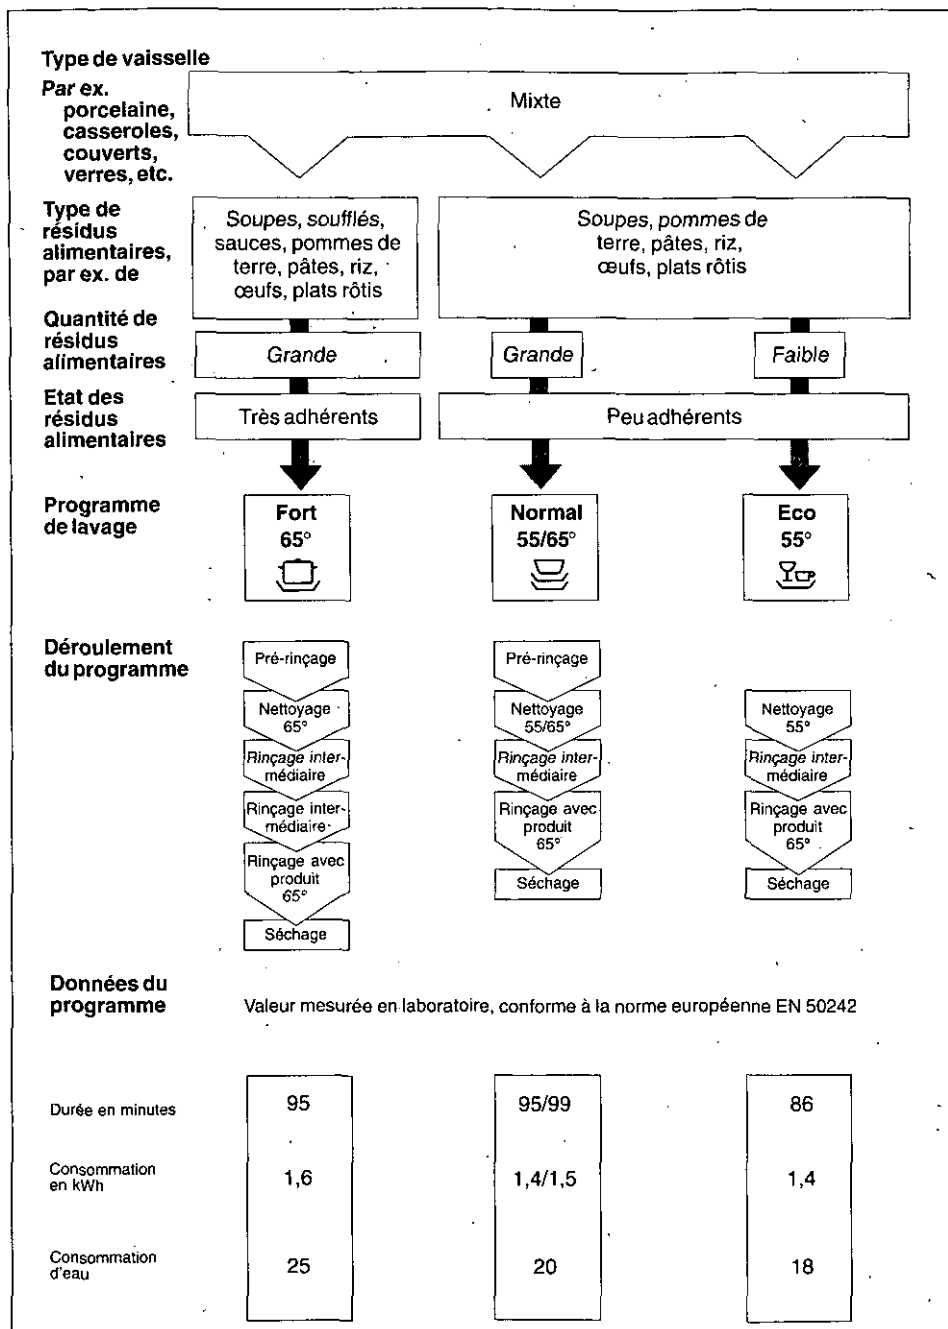 Type de vaisselle
Par ex.
porcelaine,
casseroles,
couverts,
verres, etc.
Mixte
Type de
résidus
alimentaires,
par ex. de
Soupes, soufflés,
sauces, pommes de
terre, pâtes, riz,
œufs, plats rôtis
Soupes, pommes de
terre, pâtes, riz,
œufs, plats rôtis
Quantité de
résidus
alimentaires
Grande
Grande
Faible
Etat des
résidus
alimentaires
Très adhérents
Peu adhérents
Programme
de lavage
Fort
65°
Normal
55/65°
Eco
55°
Déroulement
du programme
Pré-rinçage
Nettoyage
65°
Rinçage inter-
médiaire
Rinçage inter-
médiaire
Rinçage avec
produit
65°
Séchage
Pré-rinçage
Nettoyage
55/65°
Rinçage inter-
médiaire
Rinçage avec
produit
65°
Séchage
Nettoyage
55°
Rinçage inter-
médiaire
Rinçage avec
produit
65°
Séchage
Données du
programme
Valeur mesurée en laboratoire, conforme à la norme européenne EN 50242
Durée en minutes
95
95/99
86
Consommation
en kWh
1,6
1,4/1,5
1,4
Consommation
d'eau
25
20
18